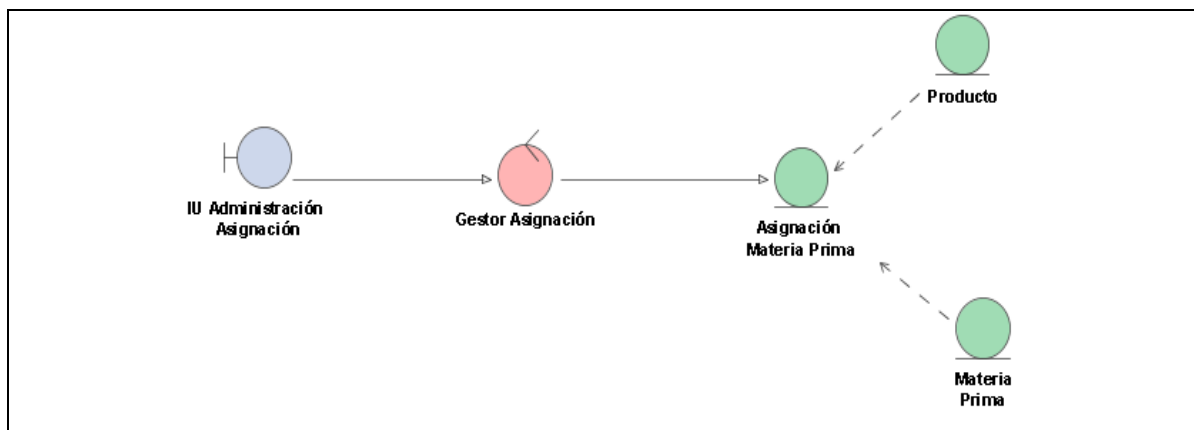 Producto
IU Administración
Asignación
Gestor Asignación
Asignación
Materia Prima
Materia
Prima